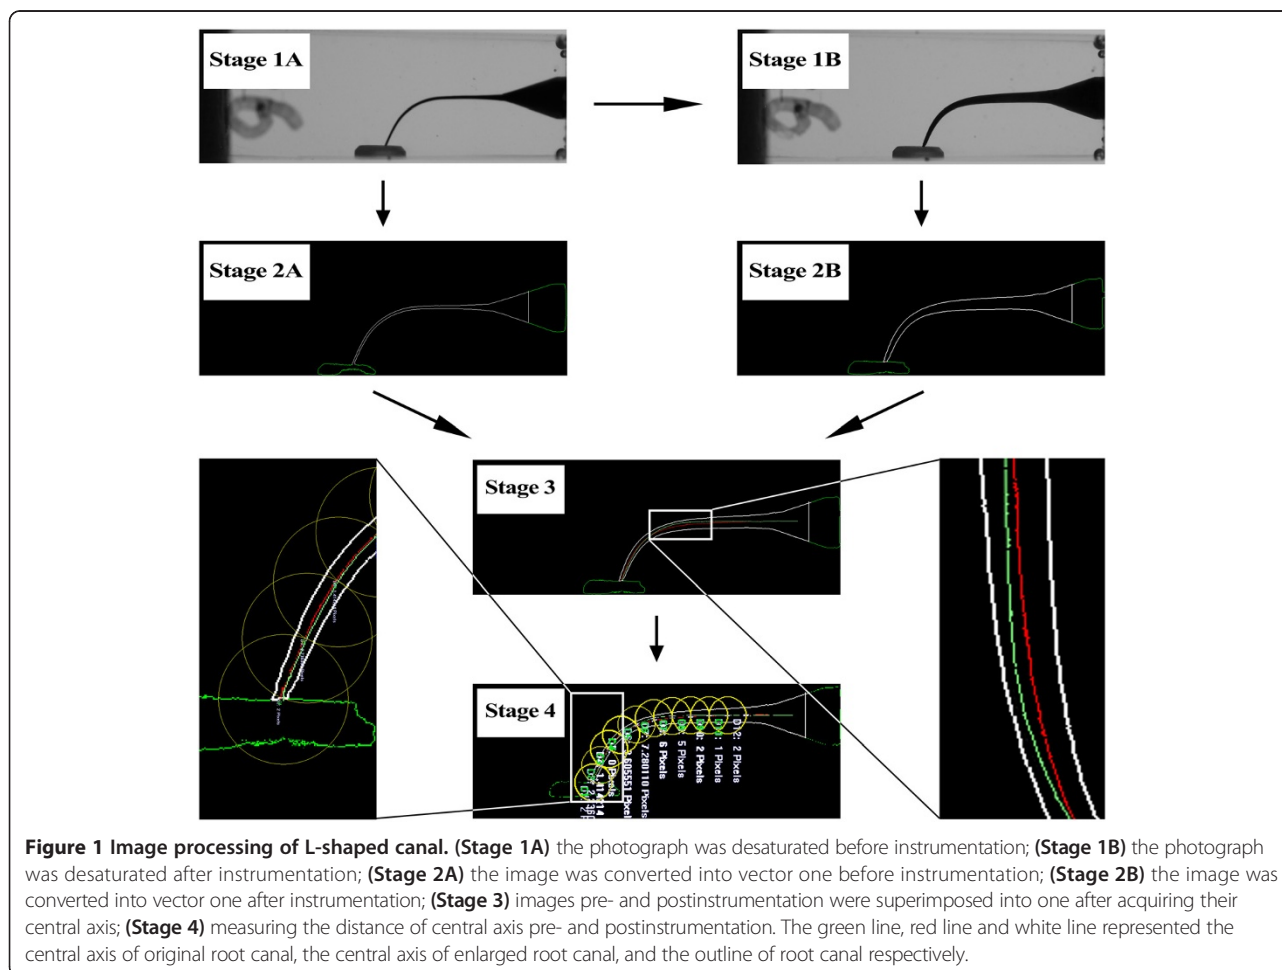 Stage 1A
Stage 1B
Stage 2A
Stage 2B
Stage 3
Stage 4
D12: 2 Pixels
1 Pixels
2 Pixels
5 Pixels
6 Pixels
7.280110 Pixels
0 Pixels
Figure 1 Image processing of L-shaped canal. (Stage 1A) the photograph was desaturated before instrumentation; (Stage 1B) the photograph
was desaturated after instrumentation; (Stage 2A) the image was converted into vector one before instrumentation; (Stage 2B) the image was
converted into vector one after instrumentation; (Stage 3) images pre- and postinstrumentation were superimposed into one after acquiring their
central axis; (Stage 4) measuring the distance of central axis pre- and postinstrumentation. The green line, red line and white line represented the
central axis of original root canal, the central axis of enlarged root canal, and the outline of root canal respectively.